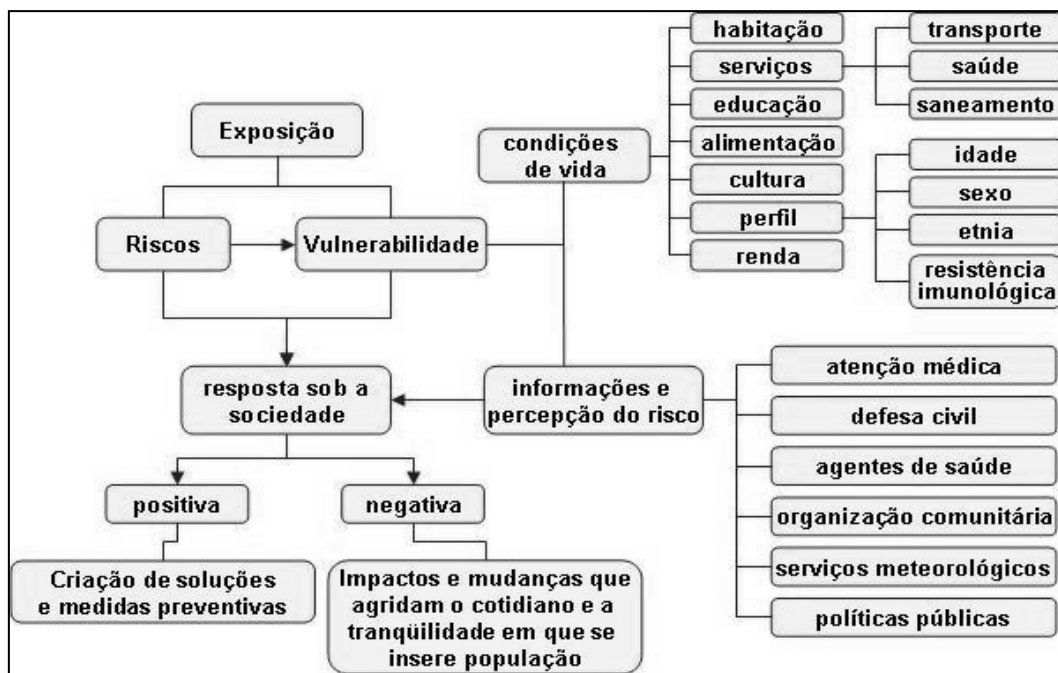 Exposição
Riscos
Vulnerabilidade
condições
de vida
habitação
serviços
educação
alimentação
cultura
perfil
renda
transporte
saúde
saneamento
idade
sexo
etnia
resistência
imunológica
resposta sob a
sociedade
informações e
percepção do risco
atenção médica
defesa civil
agentes de saúde
organização comunitária
serviços meteorológicos
políticas públicas
positiva
negativa
Criação de soluções
e medidas preventivas
Impactos e mudanças que
agridam o cotidiano e a
tranqüilidade em que se
insere população